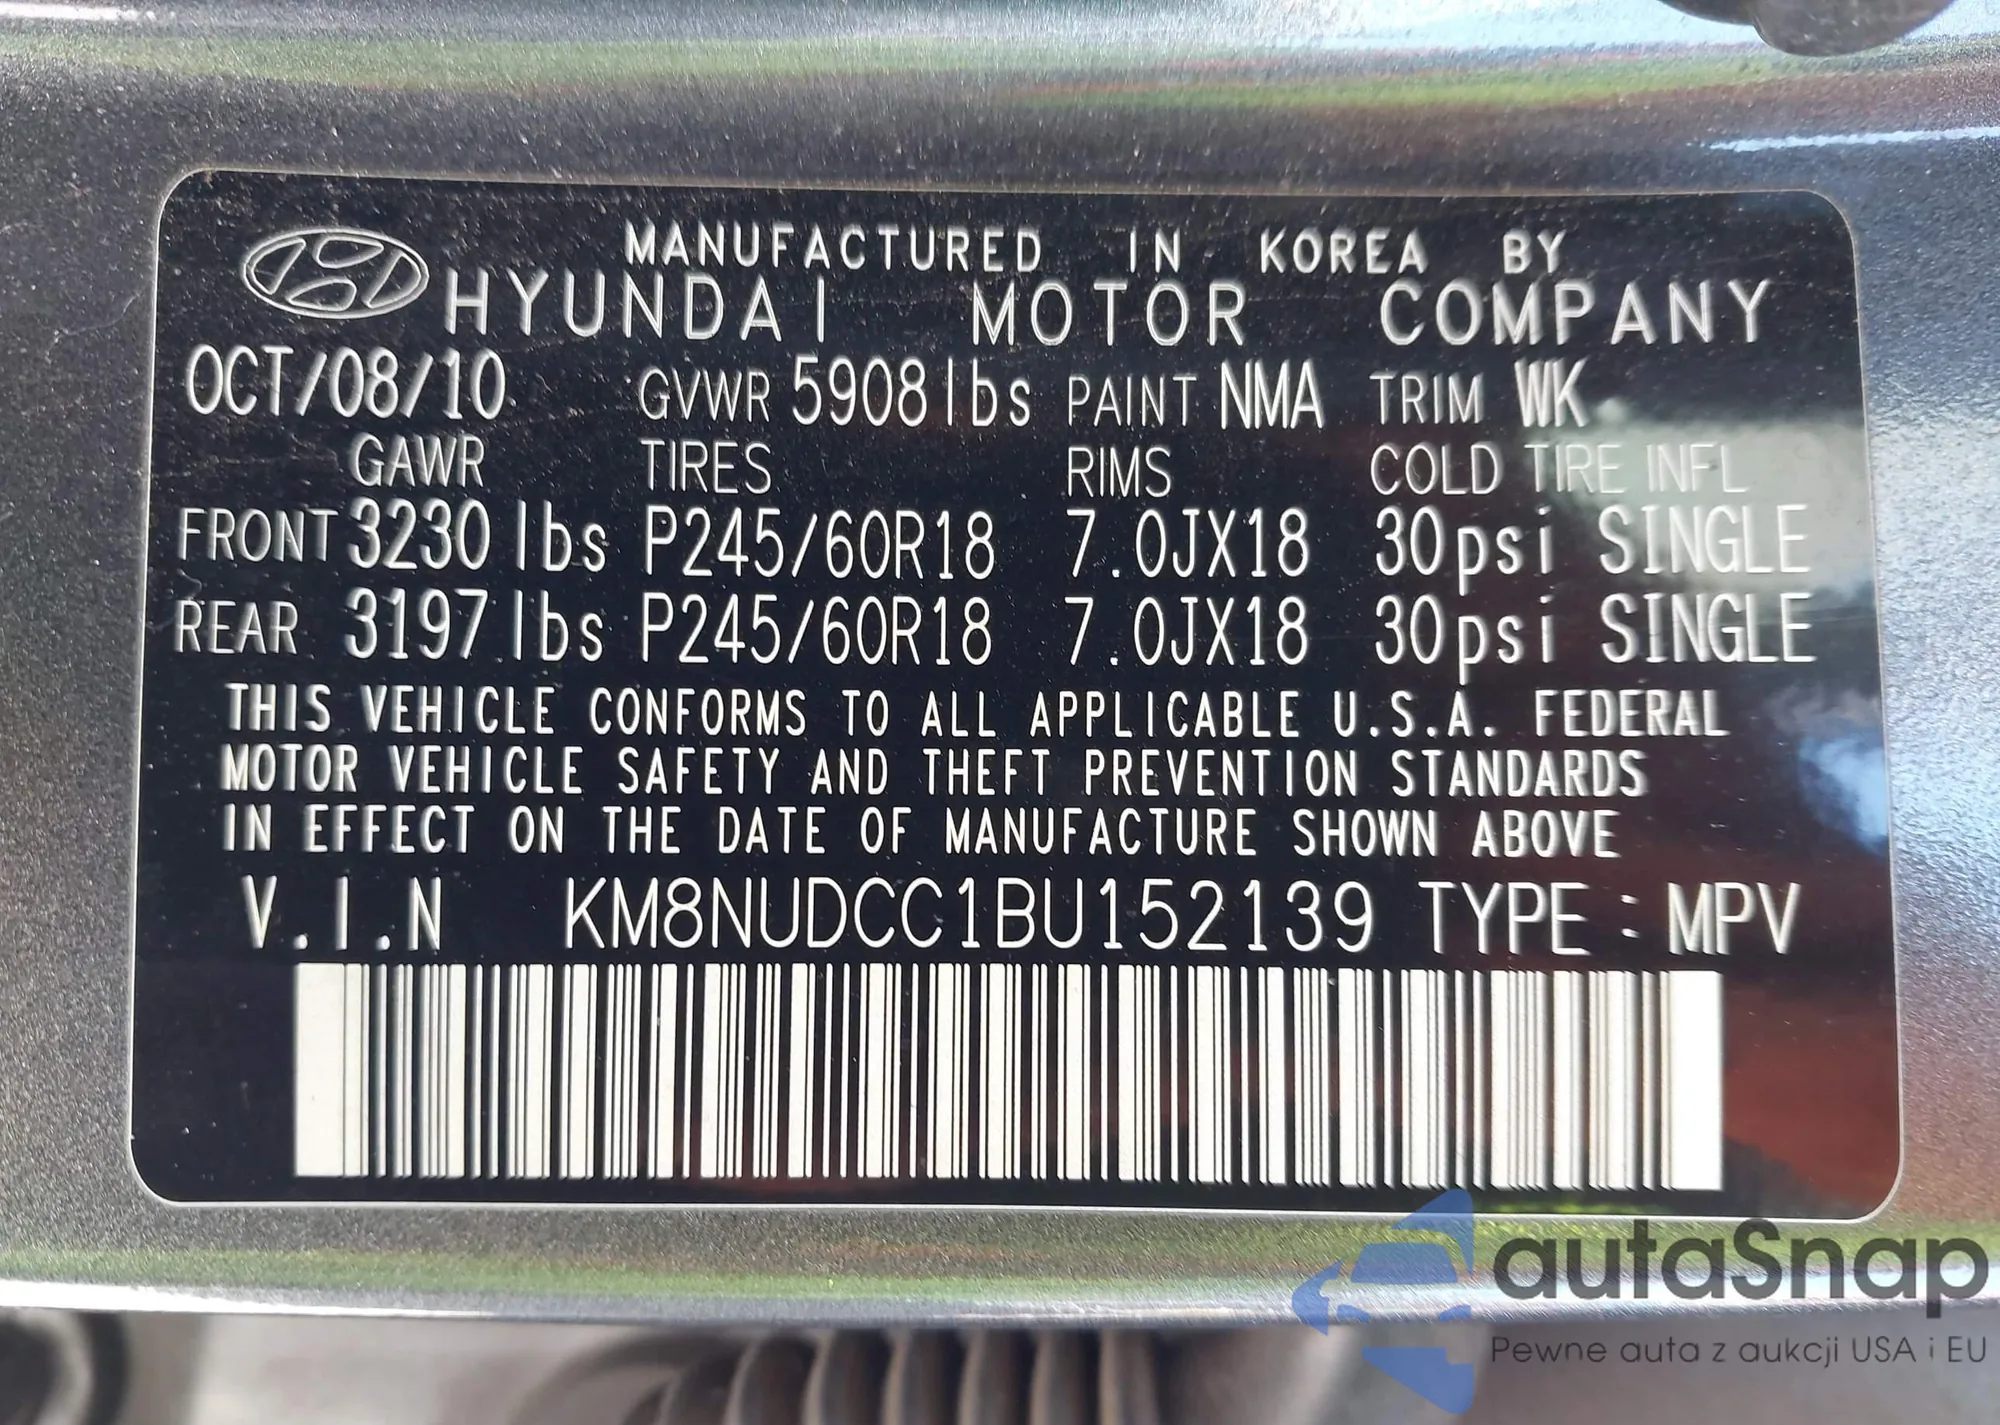 MANUFACTURED IN KOREA BY
HYUNDAI MOTOR COMPANY
OCT/08/10 GVWR 5908lbs PAINT NMA TRIM WK
GAWR TIRES RIMS COLD TIRE INFL
FRONT 3230 lbs P245/60R18 7.0JX18 30psi SINGLE
REAR 3197 lbs P245/60R18 7.0JX18 30psi SINGLE
THIS VEHICLE CONFORMS TO ALL APPLICABLE U.S.A. FEDERAL
MOTOR VEHICLE SAFETY AND THEFT PREVENTION STANDARDS
IN EFFECT ON THE DATE OF MANUFACTURE SHOWN ABOVE
V.I.N KM8NUDCC1BU152139 TYPE : MPV
autaSnap
Pewne auta z aukcji USA i EU